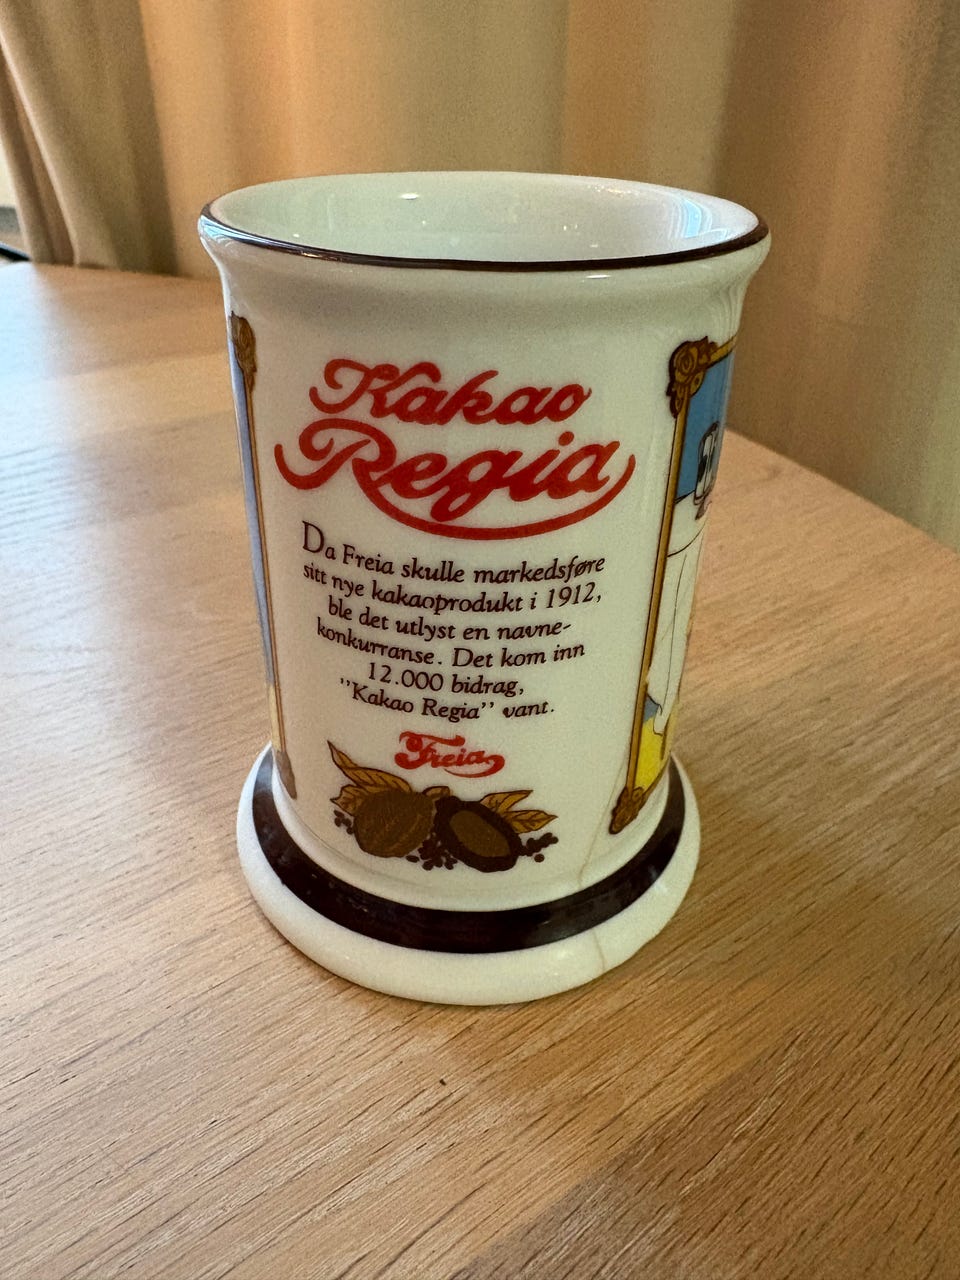 Kakao
Regia
Da Freia skulle markedsføre
sitt nye kakaoprodukt i 1912,
ble det utlyst en navne-
konkurranse. Det kom inn
12.000 bidrag,
"Kakao Regia" vant.
Freia